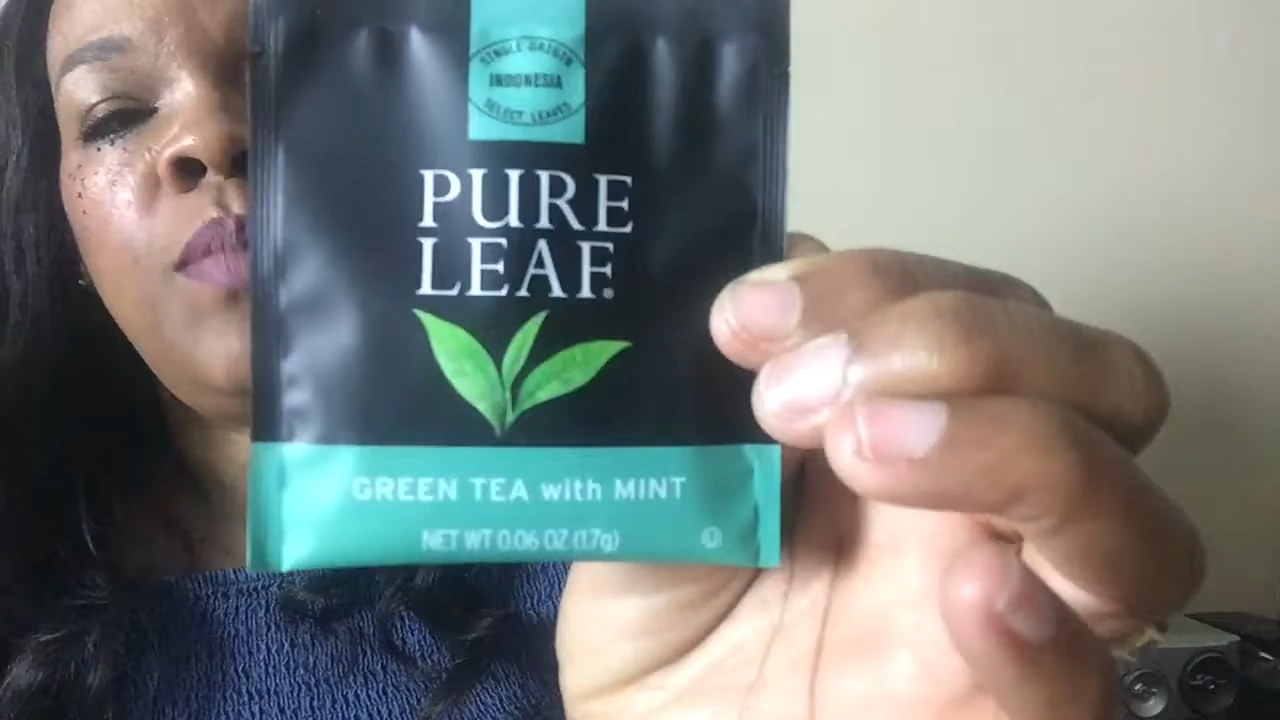 SINGLE ORIGIN
INDONESIA
SELECT LEAVES
PURE
LEAF®
GREEN TEA with MINT
NET WT 0.06 OZ (1.7g)
U